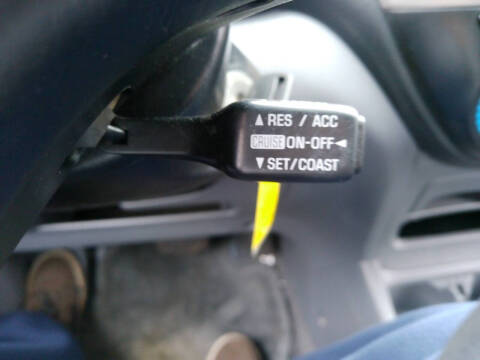 ▲ RES / ACC
CRUISE ON-OFF ◄
▼ SET/COAST